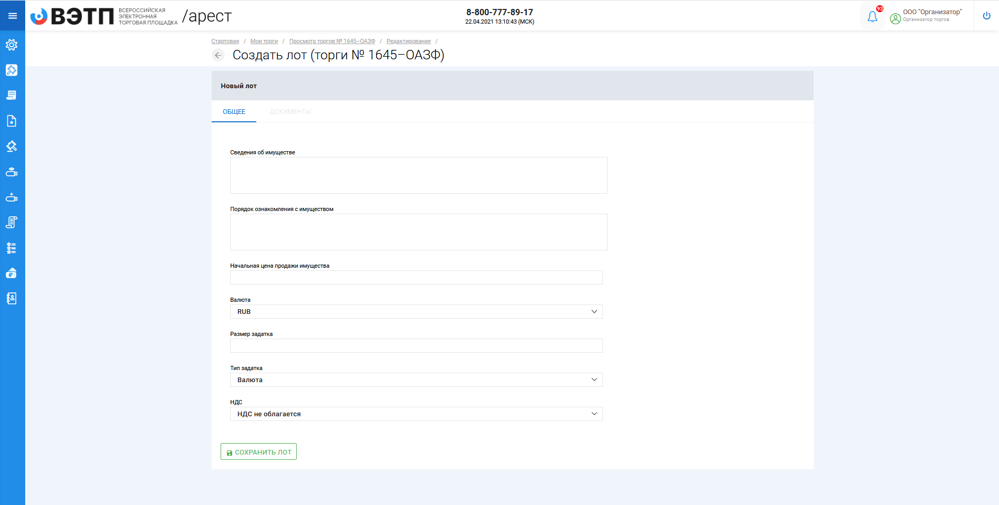 ВЭТП
ВСЕРОССИЙСКАЯ
ЭЛЕКТРОННАЯ
ТОРГОВАЯ ПЛОЩАДКА
/арест
8-800-777-89-17
22.04.2021 13:10:43 (МСК)
93
ООО "Организатор"
Организатор торгов
Стартовая / Мои торги / Просмотр торгов № 1645–ОАЗФ / Редактирование /
Создать лот (торги № 1645–ОАЗФ)
Новый лот
ОБЩЕЕ ДОКУМЕНТЫ
Сведения об имуществе
Порядок ознакомления с имуществом
Начальная цена продажи имущества
Валюта
RUB
Размер задатка
Тип задатка
Валюта
НДС
НДС не облагается
СОХРАНИТЬ ЛОТ